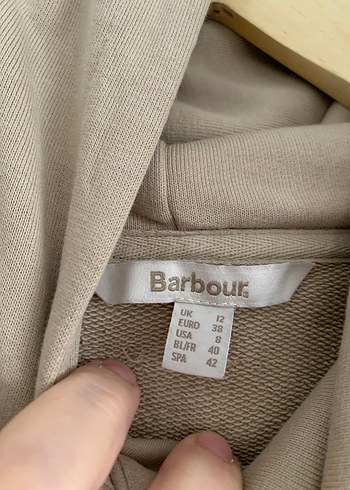 Barbour
UK 12
EURO 38
USA 8
BL/FR 40
SPA 42